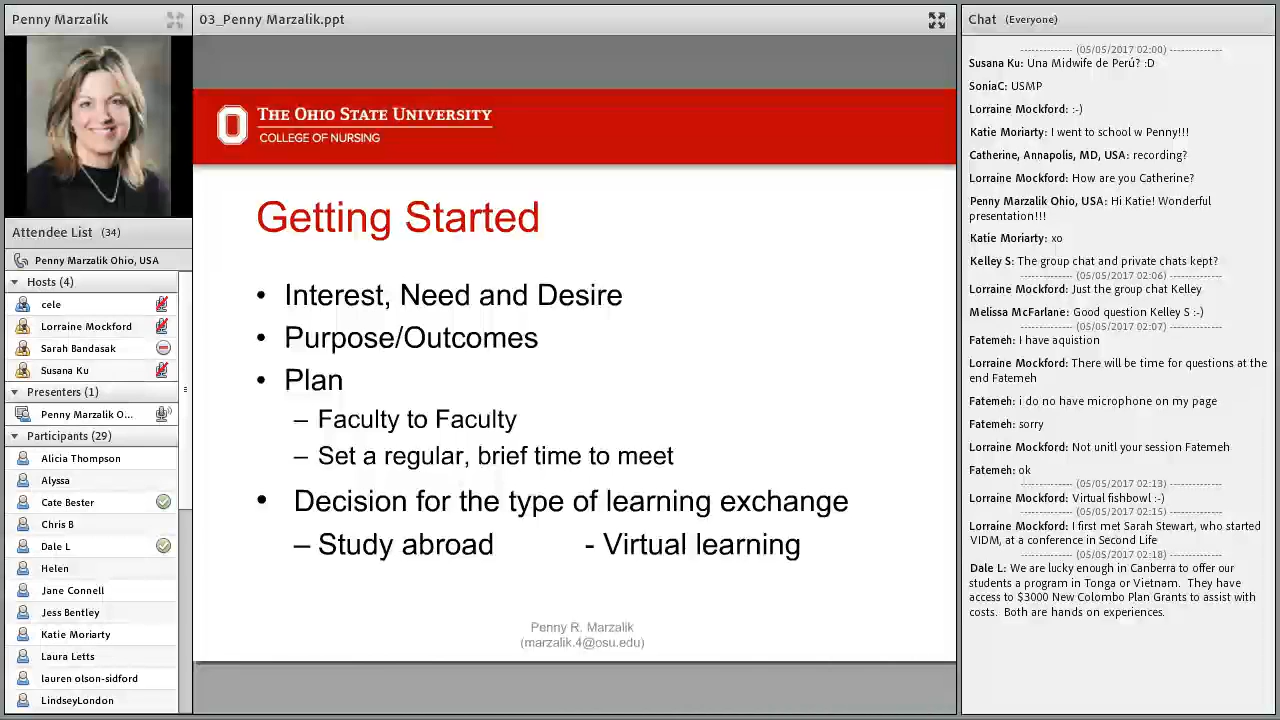 Penny Marzalik
Attendee List (34)
Penny Marzalik Ohio, USA
Hosts (4)
cele
Lorraine Mockford
Sarah Bandasak
Susana Ku
Presenters (1)
Penny Marzalik O...
Participants (29)
Alicia Thompson
Alyssa
Cate Bester
Chris B
Dale L
Helen
Jane Connell
Jess Bentley
Katie Moriarty
Laura Letts
lauren olson-sidford
LindseyLondon
03_Penny Marzalik.ppt
THE OHIO STATE UNIVERSITY
COLLEGE OF NURSING
Getting Started
• Interest, Need and Desire
• Purpose/Outcomes
• Plan
– Faculty to Faculty
– Set a regular, brief time to meet
• Decision for the type of learning exchange
– Study abroad - Virtual learning
Penny R. Marzalik
(marzalik.4@osu.edu)
Chat (Everyone)
-------------- (05/05/2017 02:00) --------------
Susana Ku: Una Midwife de Perú? :D
SoniaC: USMP
Lorraine Mockford: :-)
Katie Moriarty: I went to school w Penny!!!
Catherine, Annapolis, MD, USA: recording?
Lorraine Mockford: How are you Catherine?
Penny Marzalik Ohio, USA: Hi Katie! Wonderful
presentation!!!
Katie Moriarty: xo
Kelley S: The group chat and private chats kept?
-------------- (05/05/2017 02:06) --------------
Lorraine Mockford: Just the group chat Kelley
Melissa McFarlane: Good question Kelley S :-)
-------------- (05/05/2017 02:07) --------------
Fatemeh: I have aquistion
Lorraine Mockford: There will be time for questions at the
end Fatemeh
Fatemeh: i do no have microphone on my page
Fatemeh: sorry
Lorraine Mockford: Not unitl your session Fatemeh
Fatemeh: ok
-------------- (05/05/2017 02:13) --------------
Lorraine Mockford: Virtual fishbowl :-)
-------------- (05/05/2017 02:15) --------------
Lorraine Mockford: I first met Sarah Stewart, who started
VIDM, at a conference in Second Life
-------------- (05/05/2017 02:18) --------------
Dale L: We are lucky enough in Canberra to offer our
students a program in Tonga or Vietnam. They have
access to $3000 New Colombo Plan Grants to assist with
costs. Both are hands on experiences.